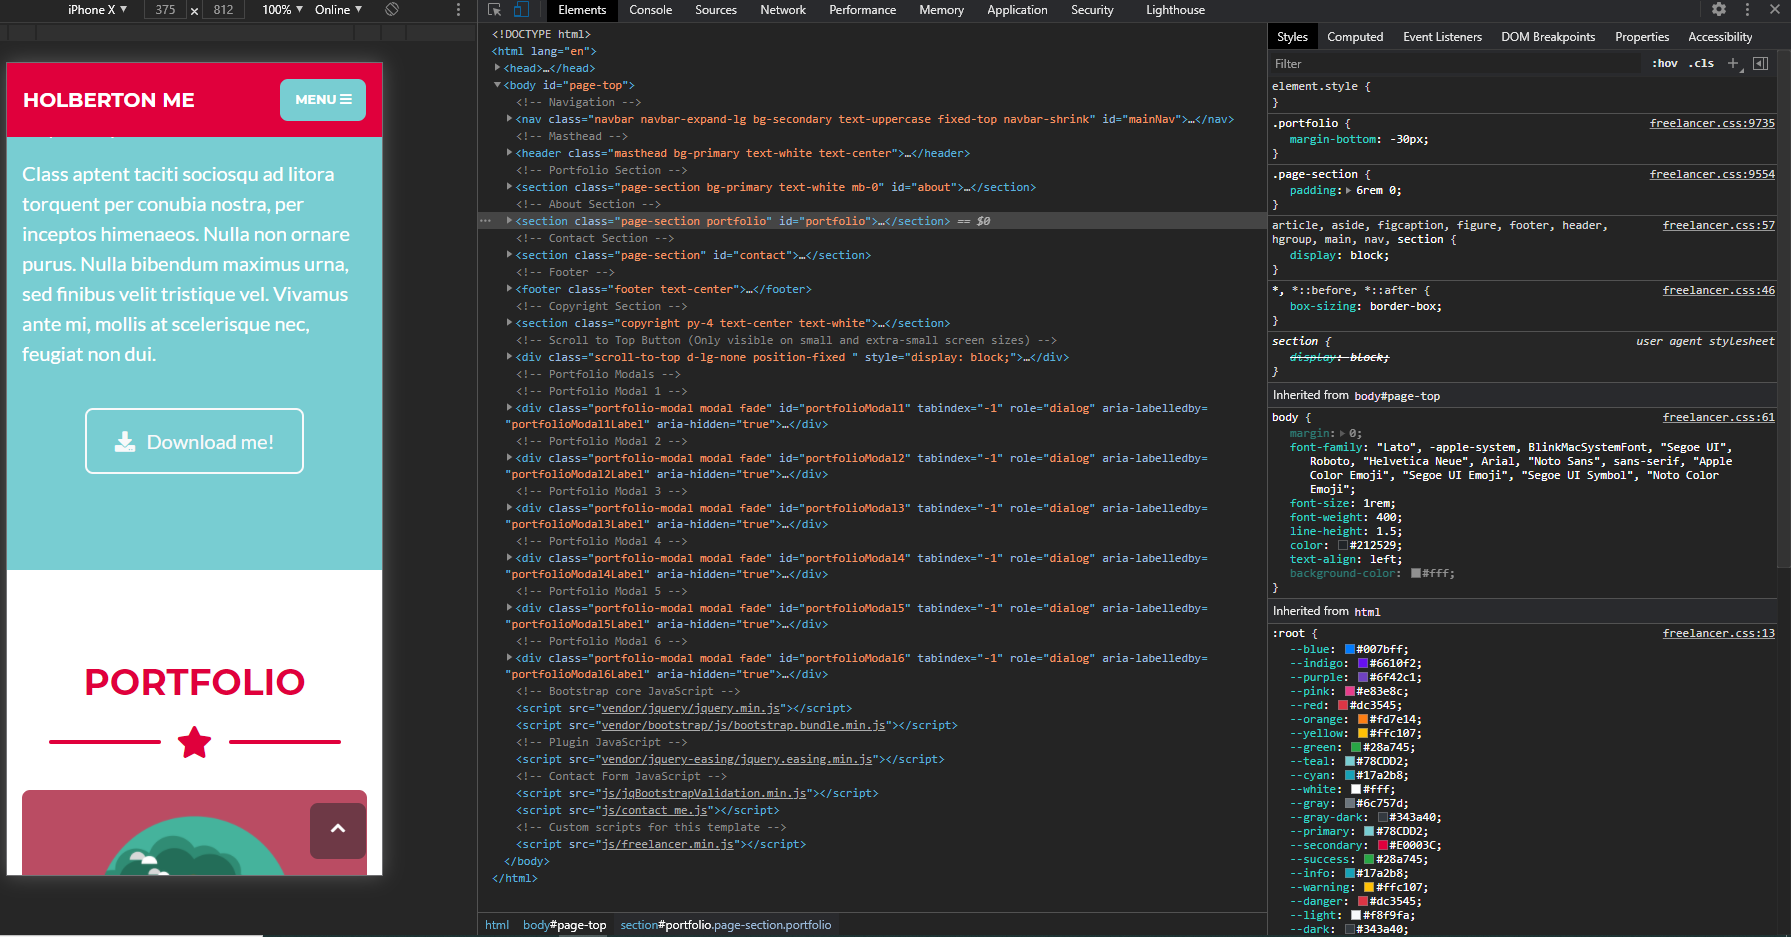 iPhone X ▼ 375 x 812 100% ▼ Online ▼
HOLBERTON ME
MENU
Class aptent taciti sociosqu ad litora
torquent per conubia nostra, per
inceptos himenaeos. Nulla non ornare
purus. Nulla bibendum maximus urna,
sed finibus velit tristique vel. Vivamus
ante mi, mollis at scelerisque nec,
feugiat non dui.
Download me!
PORTFOLIO
Elements Console Sources Network Performance Memory Application Security Lighthouse
<!DOCTYPE html>
<html lang="en">
<head>…</head>
<body id="page-top">
<!-- Navigation -->
<nav class="navbar navbar-expand-lg bg-secondary text-uppercase fixed-top navbar-shrink" id="mainNav">…</nav>
<!-- Masthead -->
<header class="masthead bg-primary text-white text-center">…</header>
<!-- Portfolio Section -->
<section class="page-section bg-primary text-white mb-0" id="about">…</section>
<!-- About Section -->
<section class="page-section portfolio" id="portfolio">…</section> == $0
<!-- Contact Section -->
<section class="page-section" id="contact">…</section>
<!-- Footer -->
<footer class="footer text-center">…</footer>
<!-- Copyright Section -->
<section class="copyright py-4 text-center text-white">…</section>
<!-- Scroll to Top Button (Only visible on small and extra-small screen sizes) -->
<div class="scroll-to-top d-lg-none position-fixed " style="display: block;">…</div>
<!-- Portfolio Modals -->
<!-- Portfolio Modal 1 -->
<div class="portfolio-modal modal fade" id="portfolioModal1" tabindex="-1" role="dialog" aria-labelledby=
"portfolioModal1Label" aria-hidden="true">…</div>
<!-- Portfolio Modal 2 -->
<div class="portfolio-modal modal fade" id="portfolioModal2" tabindex="-1" role="dialog" aria-labelledby=
"portfolioModal2Label" aria-hidden="true">…</div>
<!-- Portfolio Modal 3 -->
<div class="portfolio-modal modal fade" id="portfolioModal3" tabindex="-1" role="dialog" aria-labelledby=
"portfolioModal3Label" aria-hidden="true">…</div>
<!-- Portfolio Modal 4 -->
<div class="portfolio-modal modal fade" id="portfolioModal4" tabindex="-1" role="dialog" aria-labelledby=
"portfolioModal4Label" aria-hidden="true">…</div>
<!-- Portfolio Modal 5 -->
<div class="portfolio-modal modal fade" id="portfolioModal5" tabindex="-1" role="dialog" aria-labelledby=
"portfolioModal5Label" aria-hidden="true">…</div>
<!-- Portfolio Modal 6 -->
<div class="portfolio-modal modal fade" id="portfolioModal6" tabindex="-1" role="dialog" aria-labelledby=
"portfolioModal6Label" aria-hidden="true">…</div>
<!-- Bootstrap core JavaScript -->
<script src="vendor/jquery/jquery.min.js"></script>
<script src="vendor/bootstrap/js/bootstrap.bundle.min.js"></script>
<!-- Plugin JavaScript -->
<script src="vendor/jquery-easing/jquery.easing.min.js"></script>
<!-- Contact Form JavaScript -->
<script src="js/jqBootstrapValidation.min.js"></script>
<script src="js/contact_me.js"></script>
<!-- Custom scripts for this template -->
<script src="js/freelancer.min.js"></script>
</body>
</html>
html body#page-top section#portfolio.page-section.portfolio
Styles Computed Event Listeners DOM Breakpoints Properties Accessibility
Filter :hov .cls +
element.style {
}
.portfolio { freelancer.css:9735
margin-bottom: -30px;
}
.page-section { freelancer.css:9554
padding: 6rem 0;
}
article, aside, figcaption, figure, footer, header, freelancer.css:57
hgroup, main, nav, section {
display: block;
}
*, *::before, *::after { freelancer.css:46
box-sizing: border-box;
}
section { user agent stylesheet
display: block;
}
Inherited from body#page-top
body { freelancer.css:61
margin: 0;
font-family: "Lato", -apple-system, BlinkMacSystemFont, "Segoe UI",
Roboto, "Helvetica Neue", Arial, "Noto Sans", sans-serif, "Apple
Color Emoji", "Segoe UI Emoji", "Segoe UI Symbol", "Noto Color
Emoji";
font-size: 1rem;
font-weight: 400;
line-height: 1.5;
color: #212529;
text-align: left;
background-color: #fff;
}
Inherited from html
:root { freelancer.css:13
--blue: #007bff;
--indigo: #6610f2;
--purple: #6f42c1;
--pink: #e83e8c;
--red: #dc3545;
--orange: #fd7e14;
--yellow: #ffc107;
--green: #28a745;
--teal: #78CDD2;
--cyan: #17a2b8;
--white: #fff;
--gray: #6c757d;
--gray-dark: #343a40;
--primary: #78CDD2;
--secondary: #E0003C;
--success: #28a745;
--info: #17a2b8;
--warning: #ffc107;
--danger: #dc3545;
--light: #f8f9fa;
--dark: #343a40;